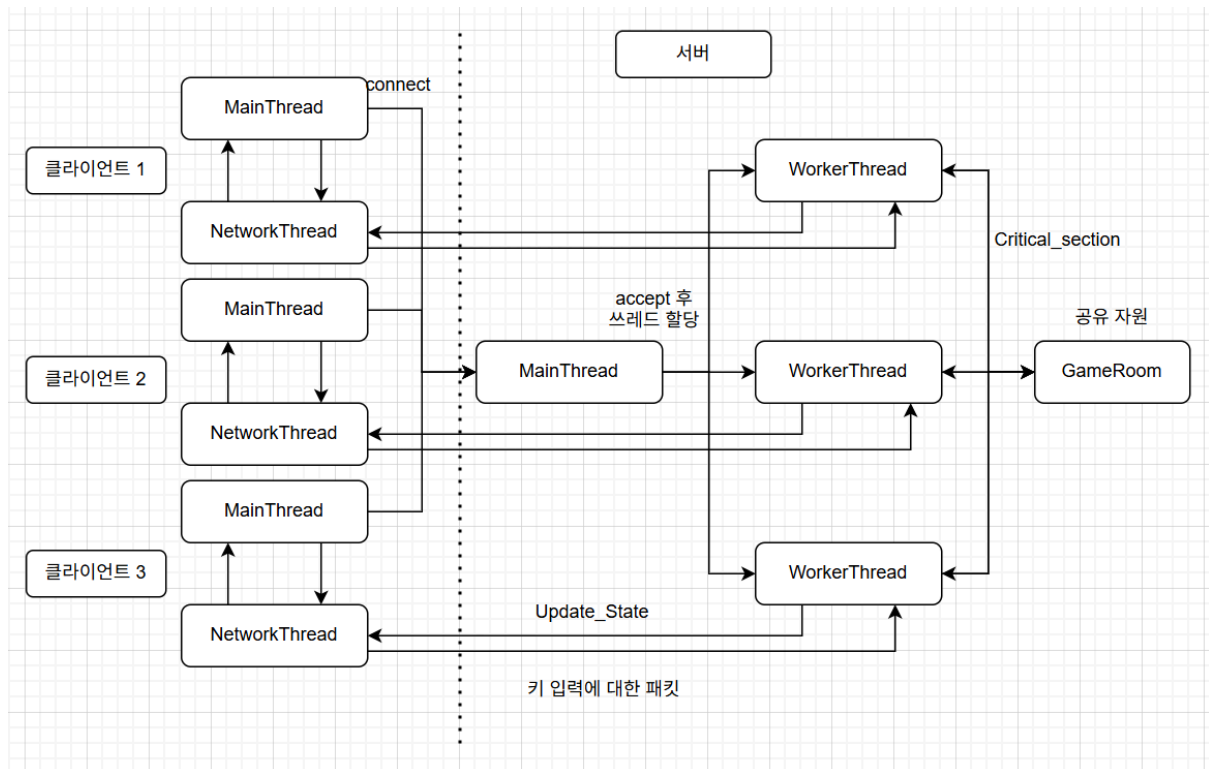 서버
connect
MainThread
클라이언트 1
NetworkThread
WorkerThread
Critical_section
MainThread
accept 후
쓰레드 할당
공유 자원
클라이언트 2
MainThread
WorkerThread
GameRoom
NetworkThread
MainThread
클라이언트 3
WorkerThread
Update_State
NetworkThread
키 입력에 대한 패킷